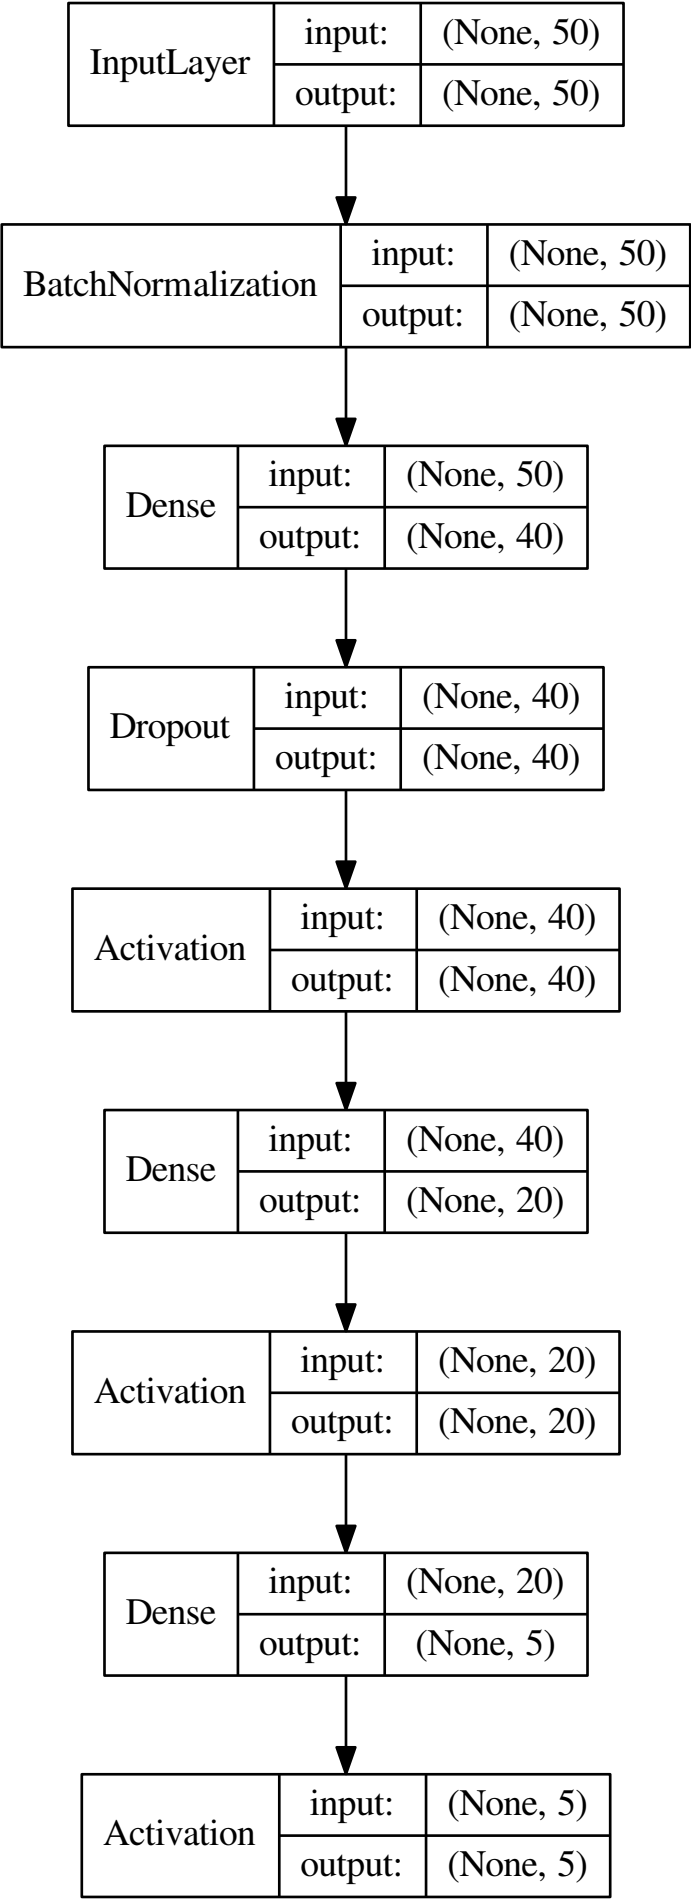 InputLayer
input: (None, 50)
output: (None, 50)
BatchNormalization
input: (None, 50)
output: (None, 50)
Dense
input: (None, 50)
output: (None, 40)
Dropout
input: (None, 40)
output: (None, 40)
Activation
input: (None, 40)
output: (None, 40)
Dense
input: (None, 40)
output: (None, 20)
Activation
input: (None, 20)
output: (None, 20)
Dense
input: (None, 20)
output: (None, 5)
Activation
input: (None, 5)
output: (None, 5)